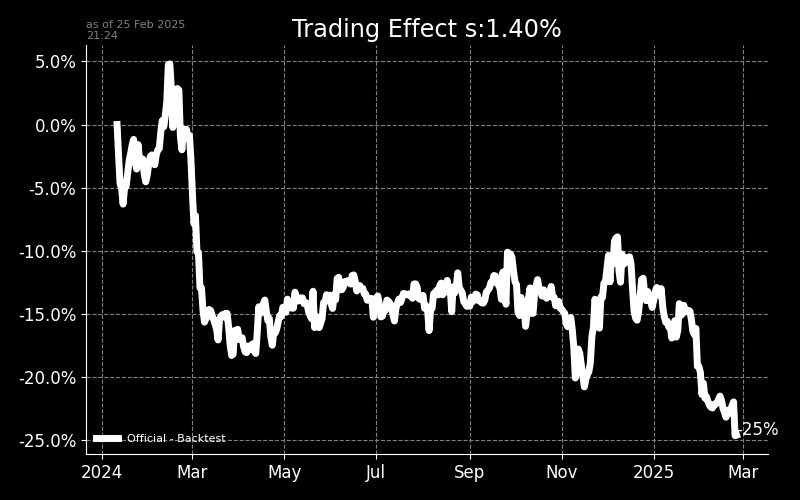 as of 25 Feb 2025
21:24
Trading Effect s:1.40%
5.0%
0.0%
-5.0%
-10.0%
-15.0%
-20.0%
-25.0%
-25%
Official - Backtest
2024 Mar May Jul Sep Nov 2025 Mar